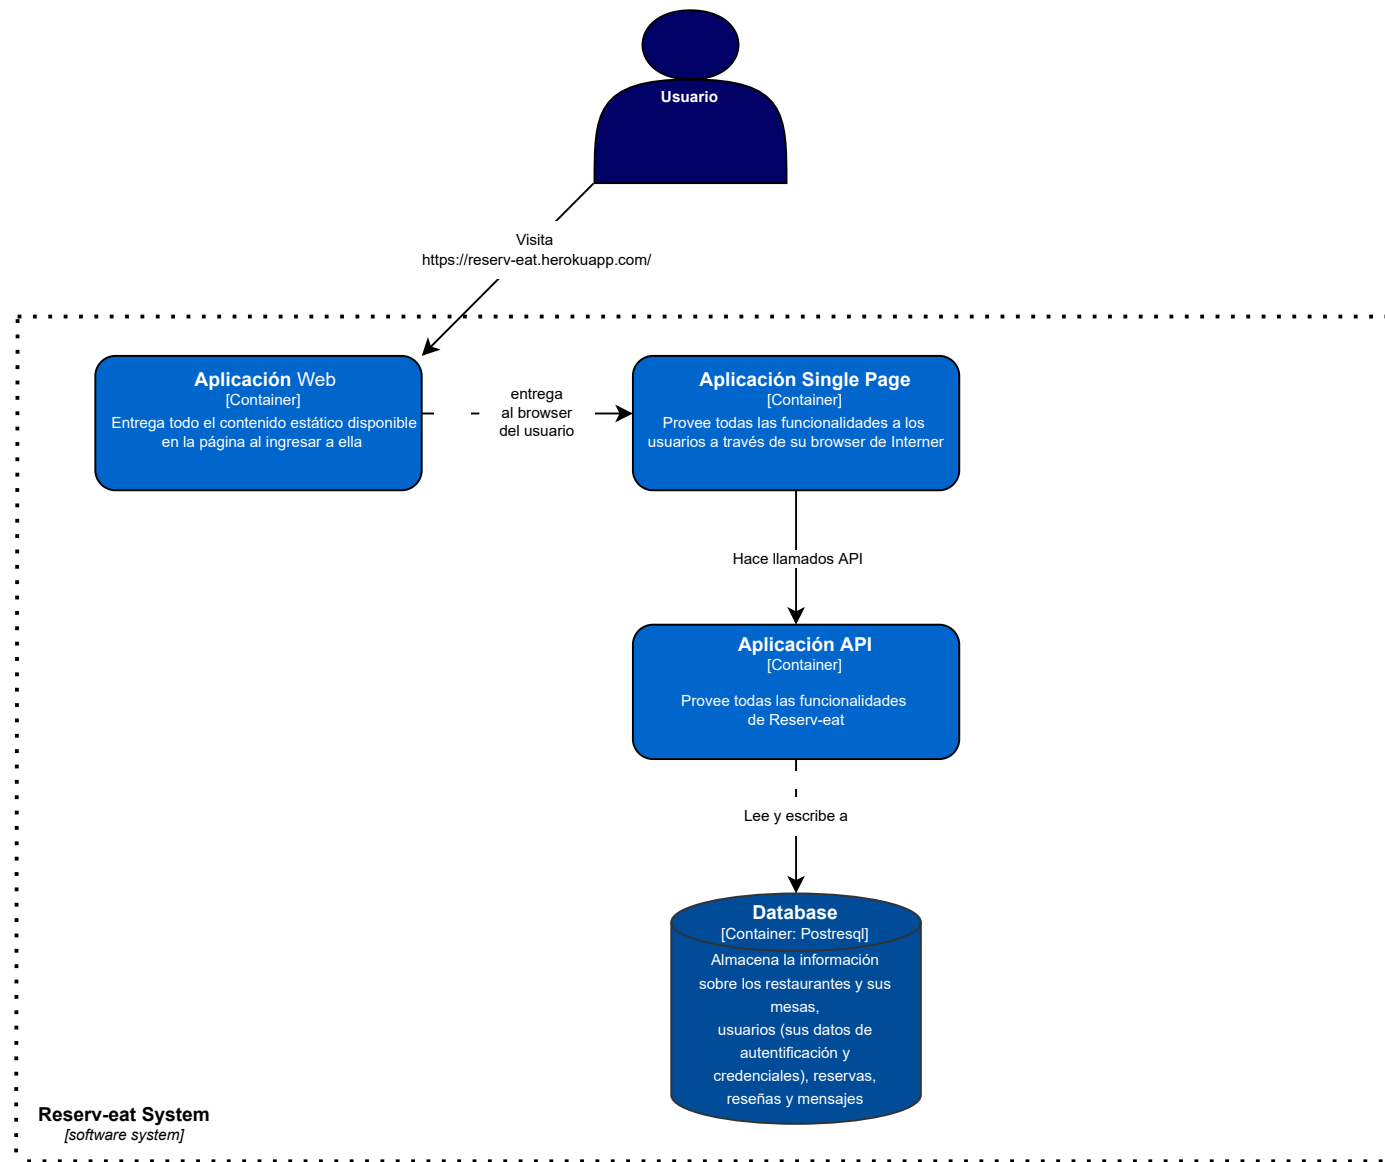 Usuario
Visita
https://reserv-eat.herokuapp.com/
Aplicación Web
[Container]
Entrega todo el contenido estático disponible
en la página al ingresar a ella
entrega
al browser
del usuario
Aplicación Single Page
[Container]
Provee todas las funcionalidades a los
usuarios a través de su browser de Interner
Hace llamados API
Aplicación API
[Container]
Provee todas las funcionalidades
de Reserv-eat
Lee y escribe a
Database
[Container: Postresql]
Almacena la información
sobre los restaurantes y sus
mesas,
usuarios (sus datos de
autentificación y
credenciales), reservas,
reseñas y mensajes
Reserv-eat System
[software system]